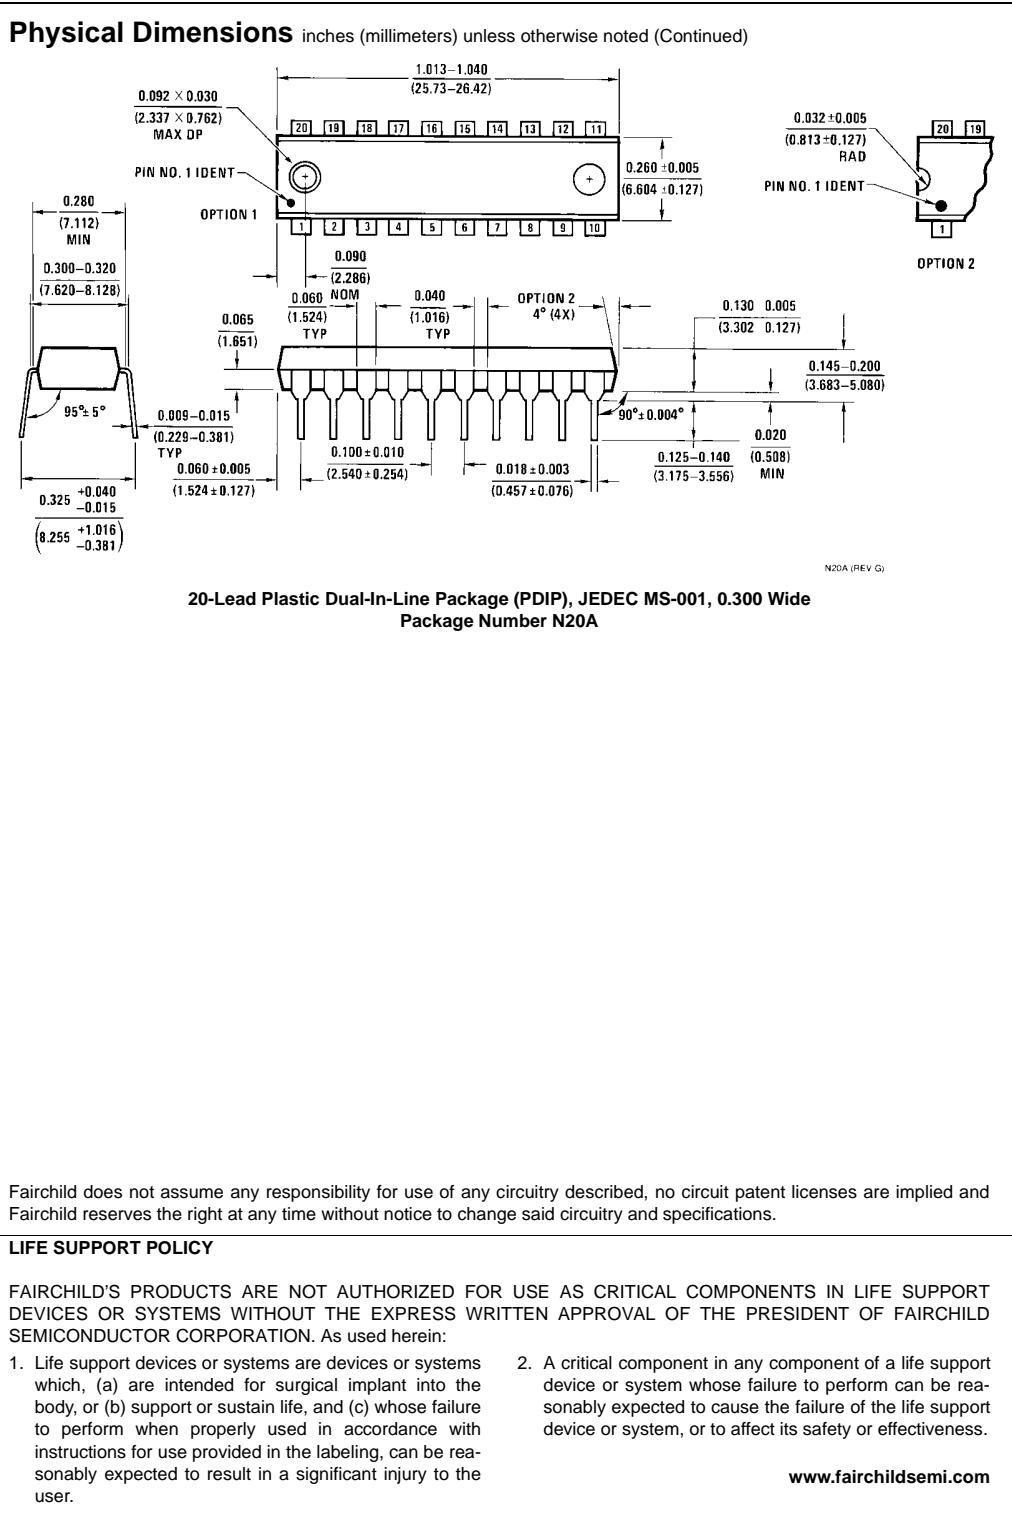 Physical Dimensions inches (millimeters) unless otherwise noted (Continued)
1.013–1.040
(25.73–26.42)
0.092 × 0.030
(2.337 × 0.762)
MAX DP
PIN NO. 1 IDENT
OPTION 1
20 19 18 17 16 15 14 13 12 11
1 2 3 4 5 6 7 8 9 10
0.260 ±0.005
(6.604 ±0.127)
0.032 ±0.005
(0.813 ±0.127)
RAD
PIN NO. 1 IDENT
20 19
1
OPTION 2
0.280
(7.112)
MIN
0.300–0.320
(7.620–8.128)
0.090
(2.286)
NOM
0.060
(1.524)
TYP
0.040
(1.016)
TYP
OPTION 2
4° (4X)
0.065
(1.651)
0.130 0.005
(3.302 0.127)
0.145–0.200
(3.683–5.080)
95°± 5°
0.009–0.015
(0.229–0.381)
TYP
90°± 0.004°
0.020
(0.508)
MIN
0.125–0.140
(3.175–3.556)
0.100 ±0.010
(2.540 ±0.254)
0.018 ±0.003
(0.457 ±0.076)
0.060 ±0.005
(1.524 ±0.127)
0.325 +0.040
–0.015
(8.255 +1.016
–0.381)
N20A (REV G)
20-Lead Plastic Dual-In-Line Package (PDIP), JEDEC MS-001, 0.300 Wide
Package Number N20A
Fairchild does not assume any responsibility for use of any circuitry described, no circuit patent licenses are implied and
Fairchild reserves the right at any time without notice to change said circuitry and specifications.
LIFE SUPPORT POLICY
FAIRCHILD'S PRODUCTS ARE NOT AUTHORIZED FOR USE AS CRITICAL COMPONENTS IN LIFE SUPPORT
DEVICES OR SYSTEMS WITHOUT THE EXPRESS WRITTEN APPROVAL OF THE PRESIDENT OF FAIRCHILD
SEMICONDUCTOR CORPORATION. As used herein:
1. Life support devices or systems are devices or systems
which, (a) are intended for surgical implant into the
body, or (b) support or sustain life, and (c) whose failure
to perform when properly used in accordance with
instructions for use provided in the labeling, can be rea-
sonably expected to result in a significant injury to the
user.
2. A critical component in any component of a life support
device or system whose failure to perform can be rea-
sonably expected to cause the failure of the life support
device or system, or to affect its safety or effectiveness.
www.fairchildsemi.com